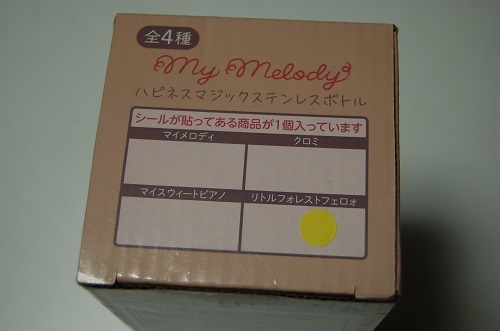 全4種
My Melody
ハピネスマジックステンレスボトル
シールが貼ってある商品が1個入っています
マイメロディ
クロミ
マイスウィートピアノ
リトルフォレストフェロォ